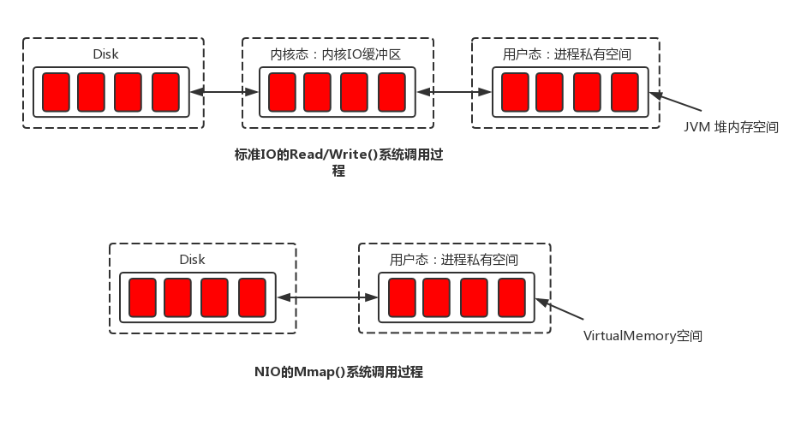 Disk
内核态：内核IO缓冲区
用户态：进程私有空间
JVM 堆内存空间
标准IO的Read/Write()系统调用过
程
Disk
用户态：进程私有空间
VirtualMemory空间
NIO的Mmap()系统调用过程